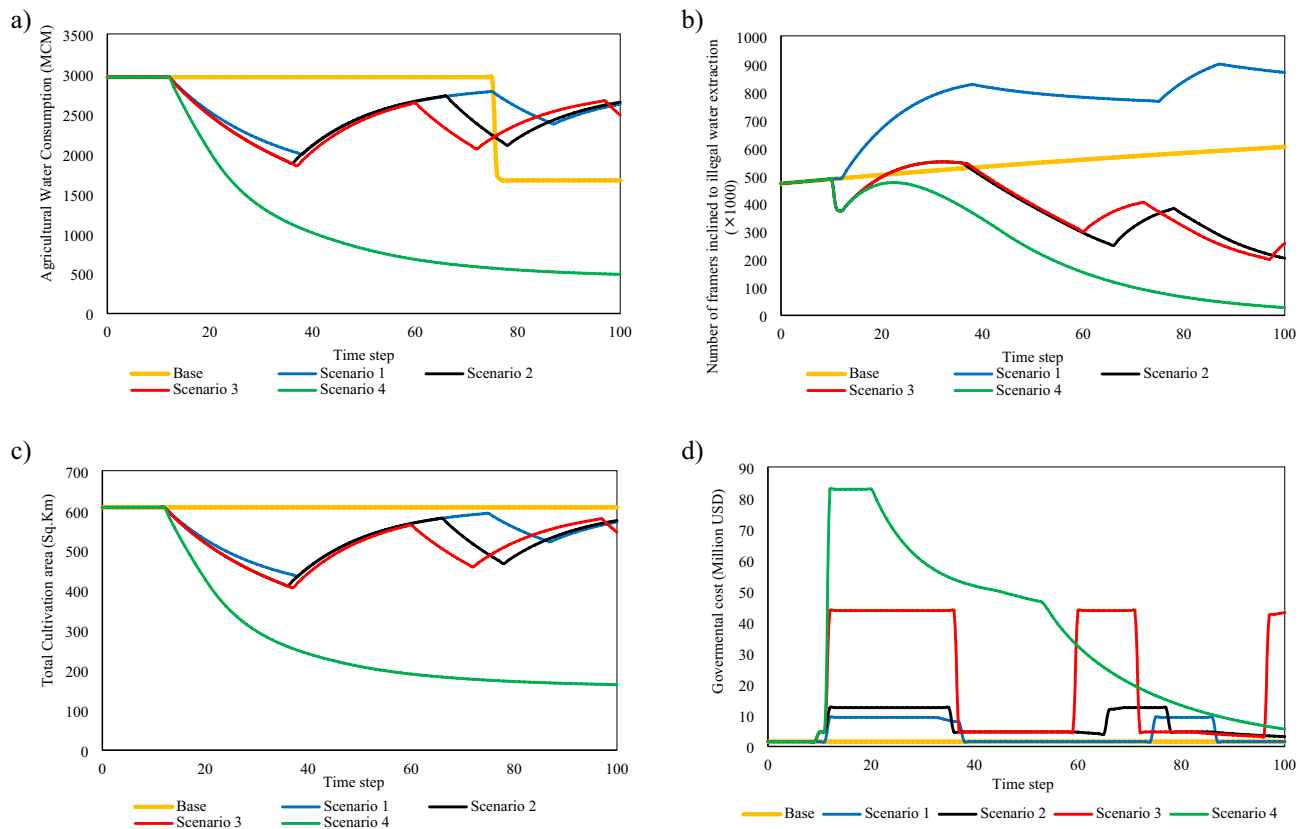 a)
Agricultural Water Consumption (MCM)
3500
3000
2500
2000
1500
1000
500
0
0 20 40 60 80 100
Time step
Base Scenario 1 Scenario 2
Scenario 3 Scenario 4
b)
Number of framers inclined to illegal water extraction
(×1000)
1000
900
800
700
600
500
400
300
200
100
0
0 20 40 60 80 100
Time step
Base Scenario 1 Scenario 2
Scenario 3 Scenario 4
c)
Total Cultivation area (Sq.Km)
700
600
500
400
300
200
100
0
0 20 40 60 80 100
Time step
Base Scenario 1 Scenario 2
Scenario 3 Scenario 4
d)
Govermental cost (Million USD)
90
80
70
60
50
40
30
20
10
0
0 20 40 60 80 100
Time step
Base Scenario 1 Scenario 2 Scenario 3 Scenario 4